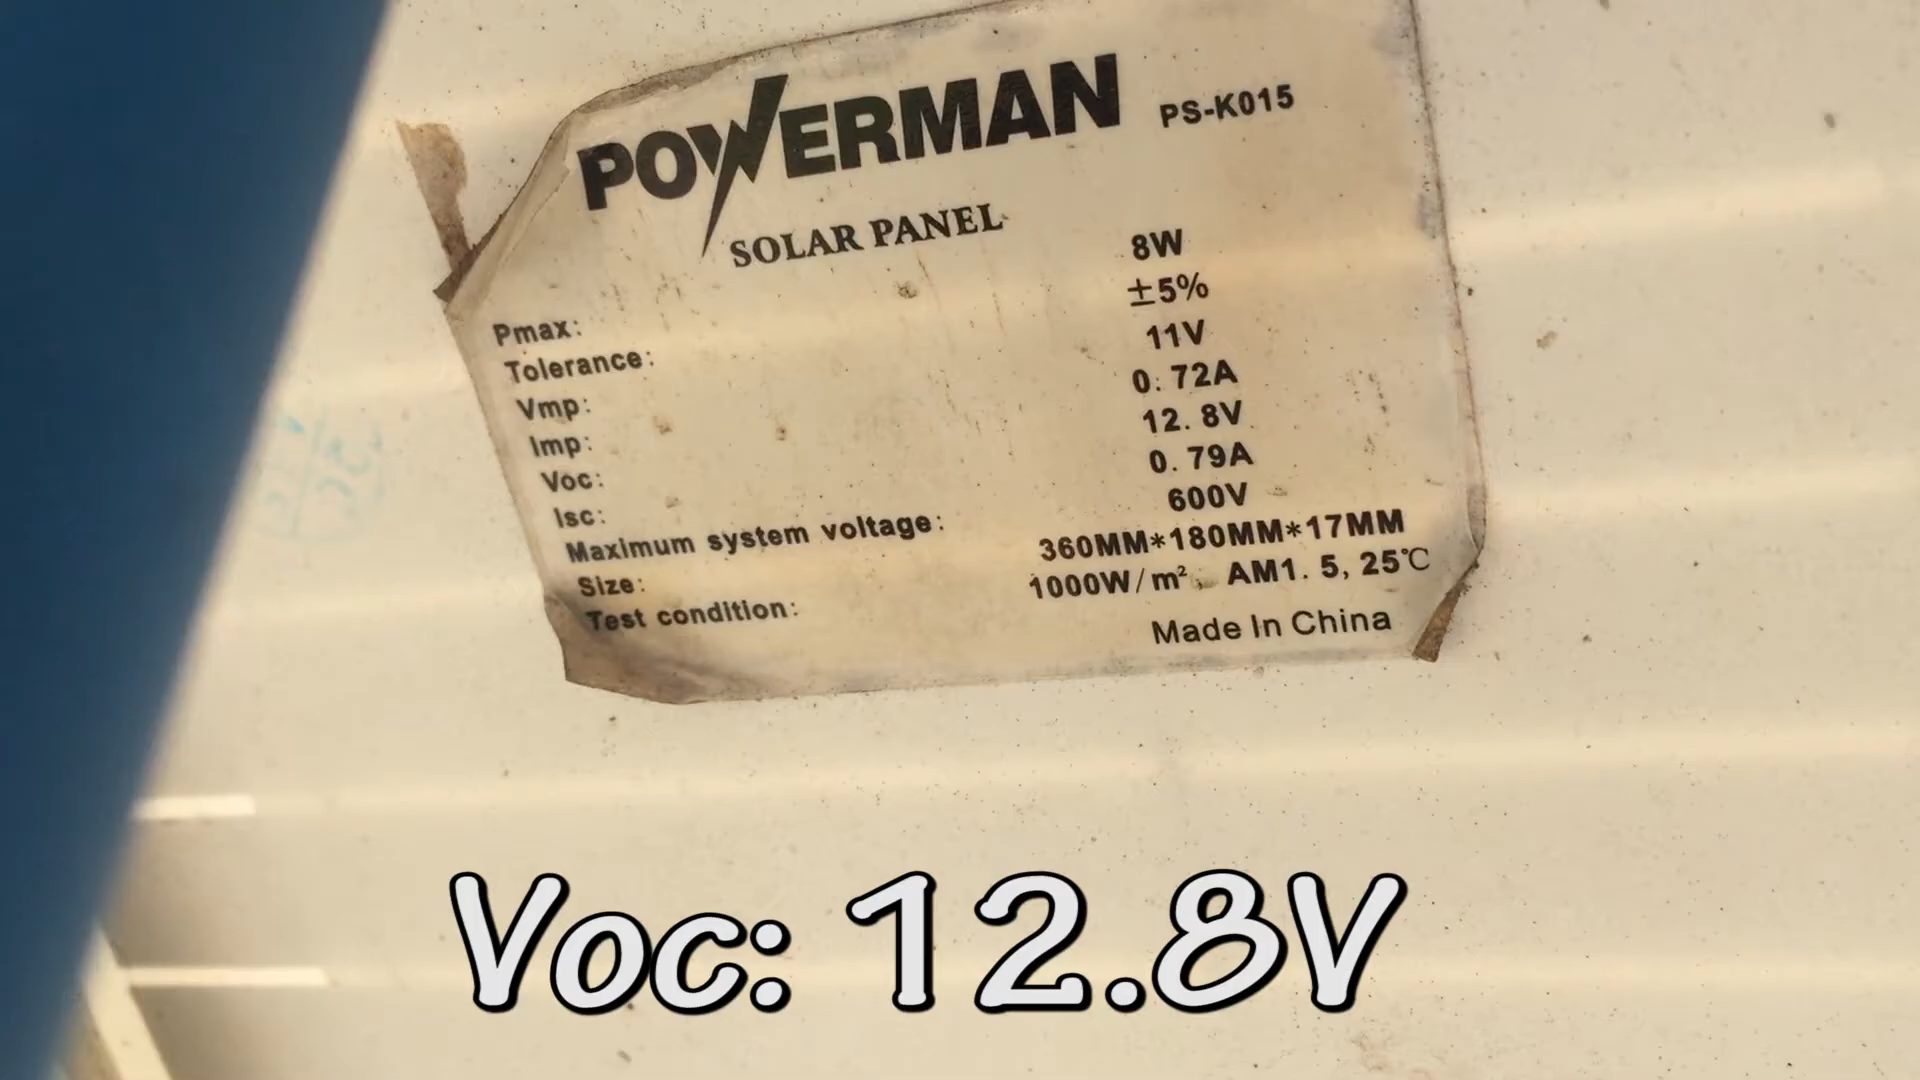 POWERMAN PS-K015
SOLAR PANEL
Pmax: 8W
Tolerance: ±5%
Vmp: 11V
Imp: 0.72A
Voc: 12.8V
Isc: 0.79A
Maximum system voltage: 600V
Size: 360MM*180MM*17MM
Test condition: 1000W/m² AM1.5, 25℃
Made In China
Voc: 12.8V